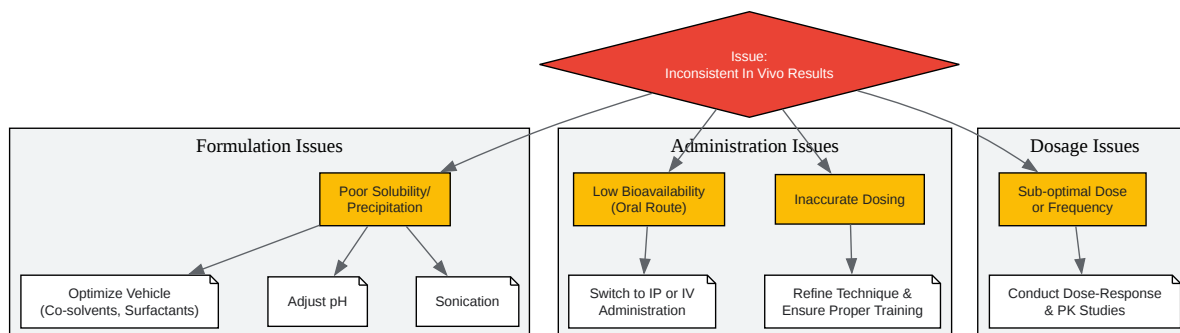 Issue:
Inconsistent In Vivo Results
Formulation Issues
Administration Issues
Dosage Issues
Poor Solubility/
Precipitation
Low Bioavailability
(Oral Route)
Inaccurate Dosing
Sub-optimal Dose
or Frequency
Optimize Vehicle
(Co-solvents, Surfactants)
Adjust pH
Sonication
Switch to IP or IV
Administration
Refine Technique &
Ensure Proper Training
Conduct Dose-Response
& PK Studies